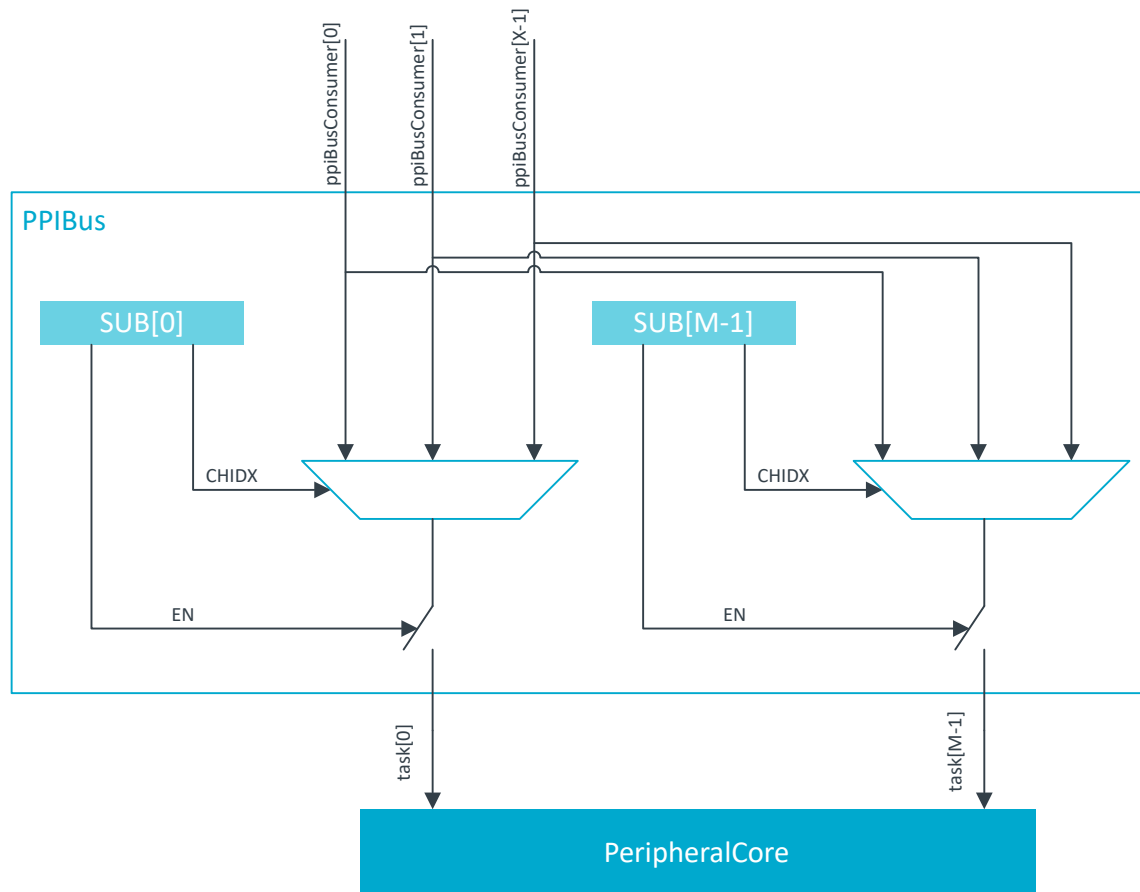 ppiBusConsumer[0]
ppiBusConsumer[1]
ppiBusConsumer[X-1]
PPIBus
SUB[0]
SUB[M-1]
CHIDX
CHIDX
EN
EN
task[0]
task[M-1]
PeripheralCore